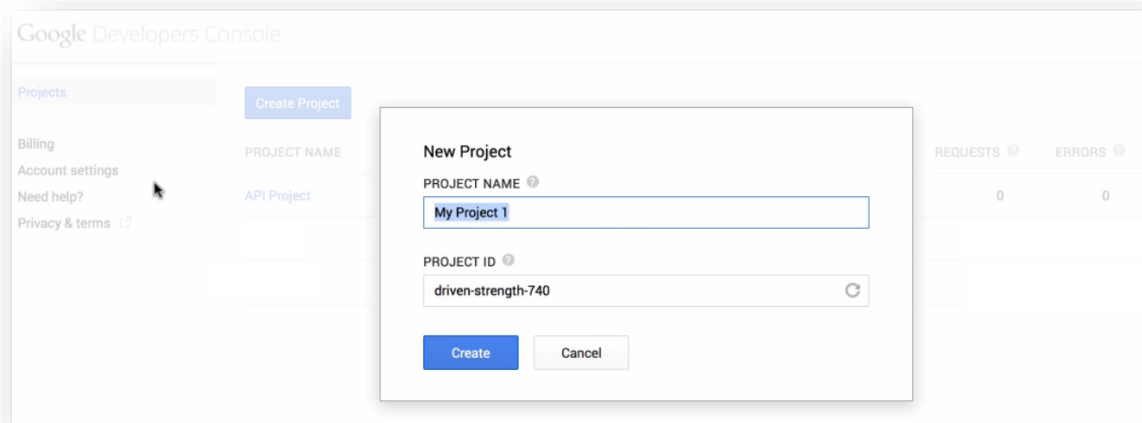 Google Developers Console
Projects
Billing
Account settings
Need help?
Privacy & terms
Create Project
PROJECT NAME
REQUESTS ?
ERRORS ?
API Project
0
0
New Project
PROJECT NAME ?
My Project 1
PROJECT ID ?
driven-strength-740
Create
Cancel